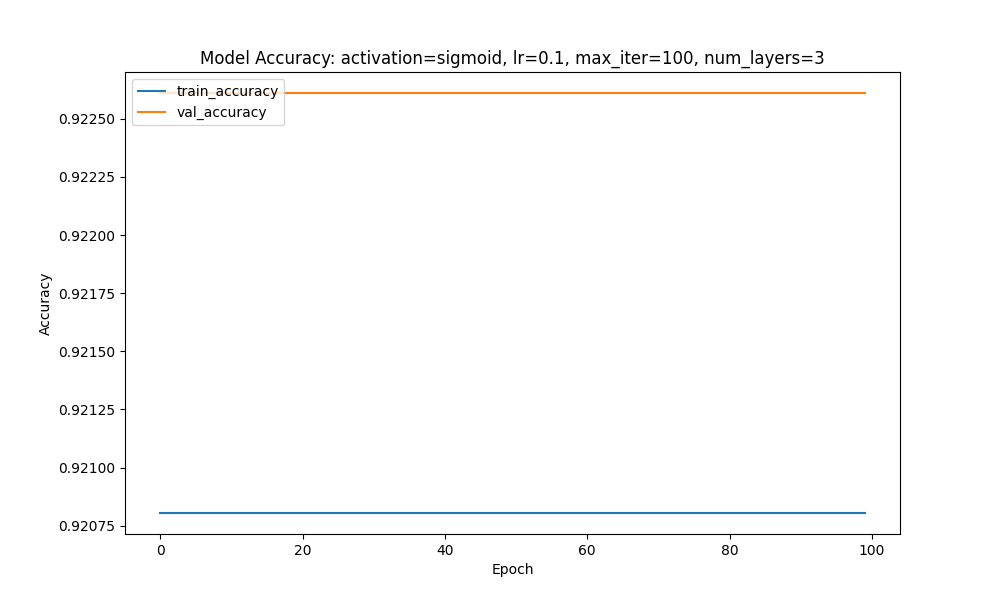 Model Accuracy: activation=sigmoid, lr=0.1, max_iter=100, num_layers=3
train_accuracy
val_accuracy
0.92250
0.92225
0.92200
0.92175
0.92150
0.92125
0.92100
0.92075
Accuracy
0 20 40 60 80 100
Epoch